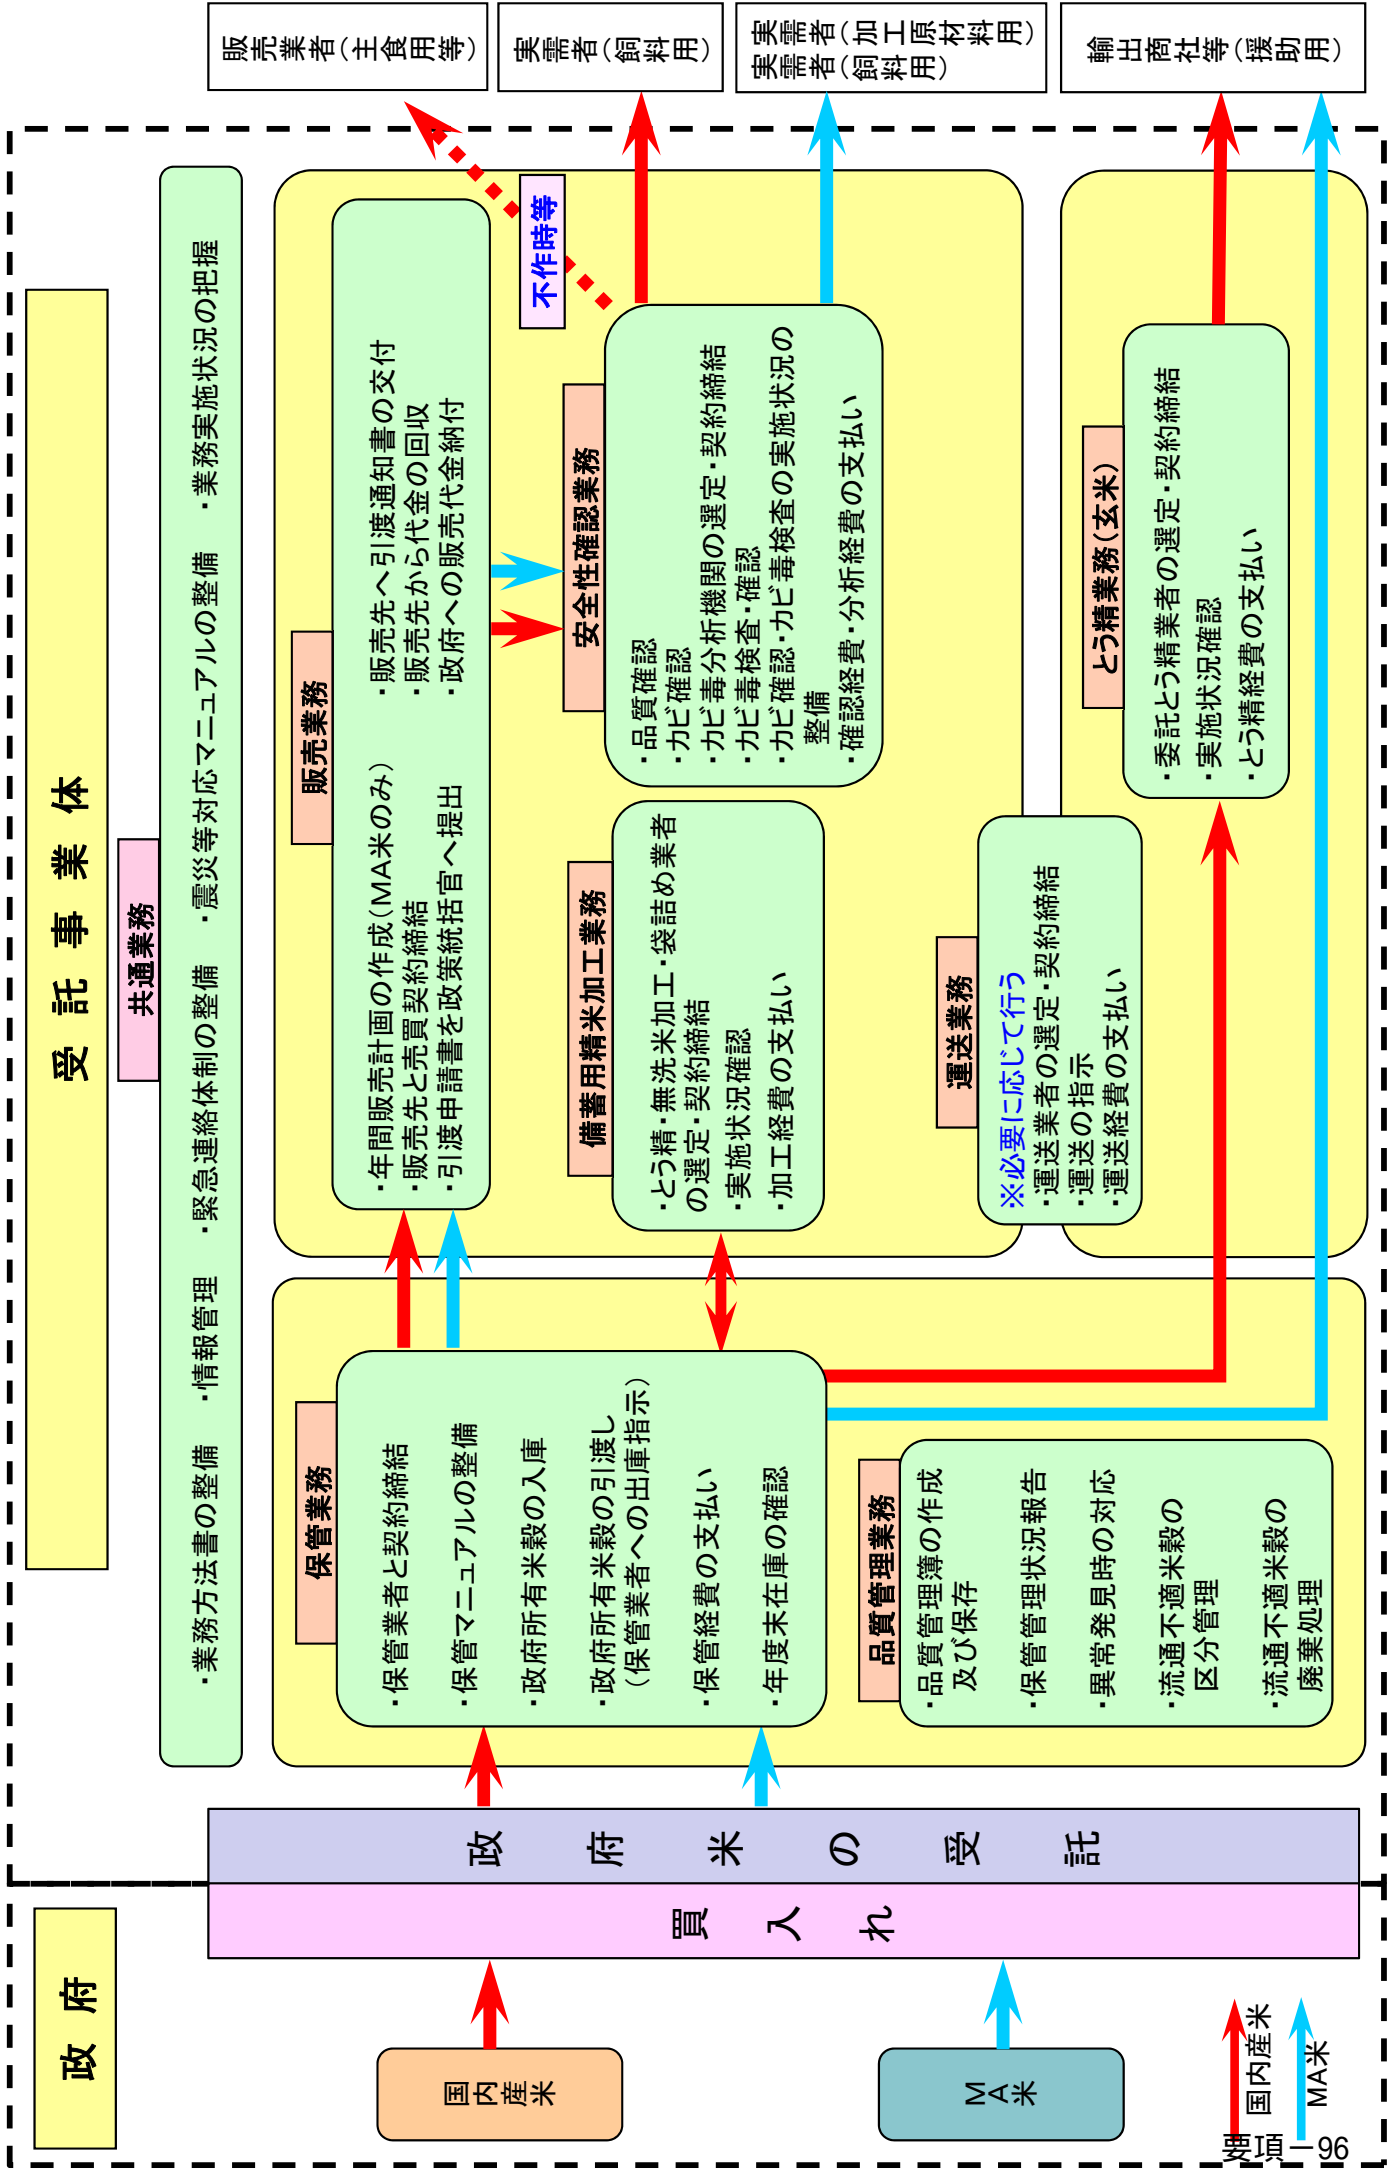 政 府
受 託 事 業 体
国内産米
MA米
買 入 れ
政 府 米 の 受 託
共通業務
・業務方法書の整備 ・情報管理 ・緊急連絡体制の整備 ・震災等対応マニュアルの整備 ・業務実施状況の把握
保管業務
・保管業者と契約締結
・保管マニュアルの整備
・政府所有米穀の入庫
・政府所有米穀の引渡し
（保管業者への出庫指示）
・保管経費の支払い
・年度末在庫の確認
品質管理業務
・品質管理簿の作成
及び保存
・保管管理状況報告
・異常発見時の対応
・流通不適米穀の
区分管理
・流通不適米穀の
廃棄処理
販売業務
・年間販売計画の作成（MA米のみ）
・販売先と売買契約締結
・引渡申請書を政策統括官へ提出
・販売先へ引渡通知書の交付
・販売先から代金の回収
・政府への販売代金納付
備蓄用精米加工業務
・とう精・無洗米加工・袋詰め業者
の選定・契約締結
・実施状況確認
・加工経費の支払い
安全性確認業務
・品質確認
・カビ確認
・カビ毒分析機関の選定・契約締結
・カビ毒検査・確認
・カビ確認・カビ毒検査の実施状況の
整備
・確認経費・分析経費の支払い
不作時等
運送業務
※必要に応じて行う
・運送業者の選定・契約締結
・運送の指示
・運送経費の支払い
とう精業務（玄米）
・委託とう精業者の選定・契約締結
・実施状況確認
・とう精経費の支払い
販売業者（主食用等）
実需者（飼料用）
実需者（加工原材料用）
実需者（飼料用）
輸出商社等（援助用）
国内産米
MA米
要項－96